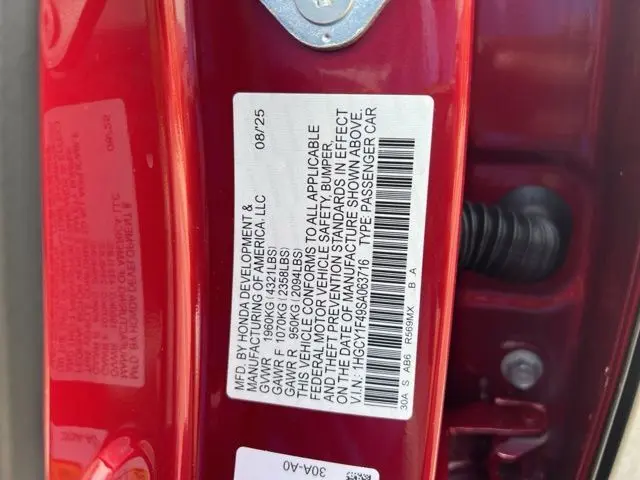 MFD. BY HONDA DEVELOPMENT & 08/25
MANUFACTURING OF AMERICA, LLC
GVWR 1960KG (4321LBS)
GAWR F 1070KG (2358LBS)
GAWR R 950KG (2094LBS)
THIS VEHICLE CONFORMS TO ALL APPLICABLE
FEDERAL MOTOR VEHICLE SAFETY, BUMPER,
AND THEFT PREVENTION STANDARDS IN EFFECT
ON THE DATE OF MANUFACTURE SHOWN ABOVE.
V.I.N.: 1HGCY1F49SA063716 TYPE: PASSENGER CAR
30A S AB6 R569MX B A
30A-A0